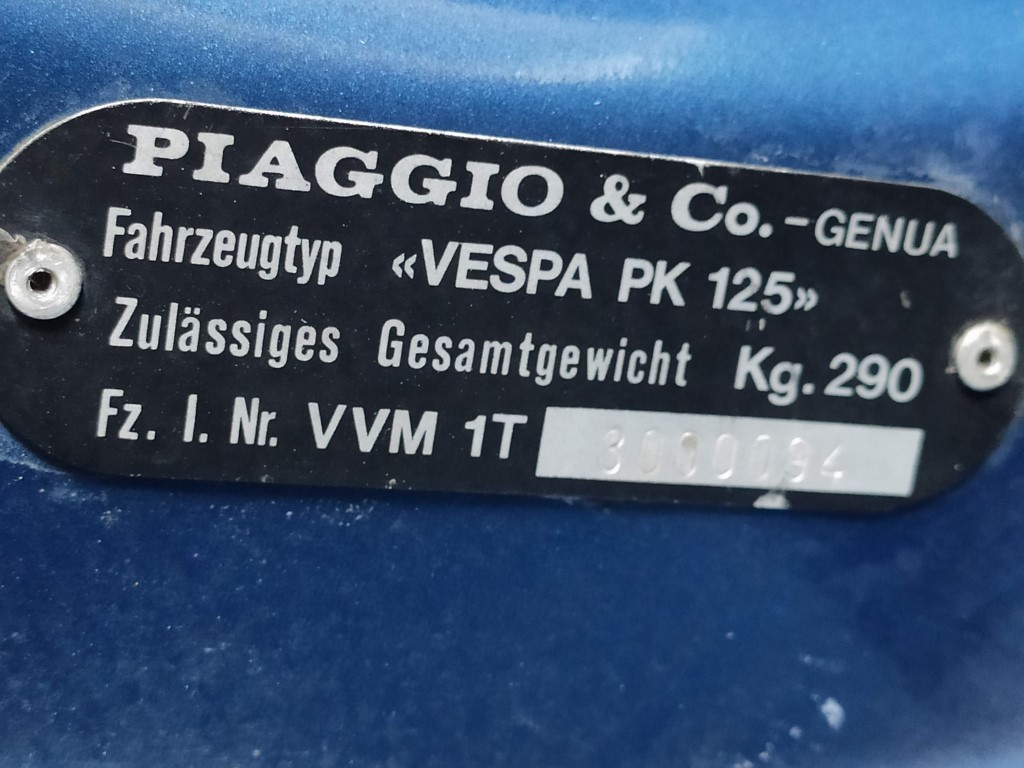 PIAGGIO & Co. - GENUA
Fahrzeugtyp «VESPA PK 125»
Zulässiges Gesamtgewicht Kg. 290
Fz. I. Nr. VVM 1T 3000094